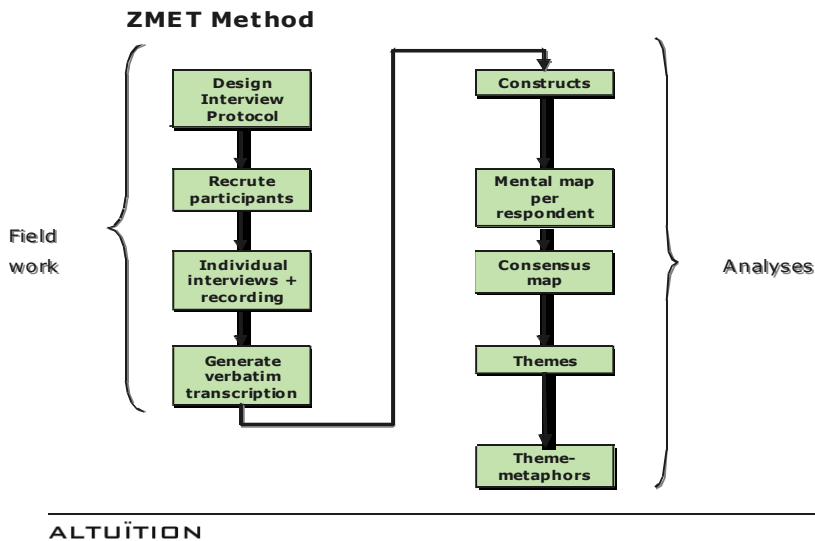 ZMET Method
Field
work
Design
Interview
Protocol
Recrute
participants
Individual
interviews +
recording
Generate
verbatim
transcription
Constructs
Mental map
per
respondent
Consensus
map
Themes
Theme-
metaphors
Analyses
ALTUÏTION